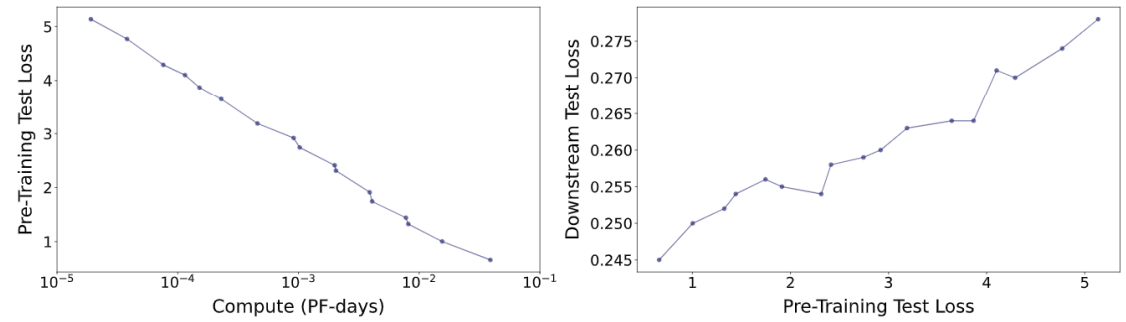 Pre-Training Test Loss
5
4
3
2
1
10⁻⁵ 10⁻⁴ 10⁻³ 10⁻² 10⁻¹
Compute (PF-days)
Downstream Test Loss
0.275
0.270
0.265
0.260
0.255
0.250
0.245
1 2 3 4 5
Pre-Training Test Loss